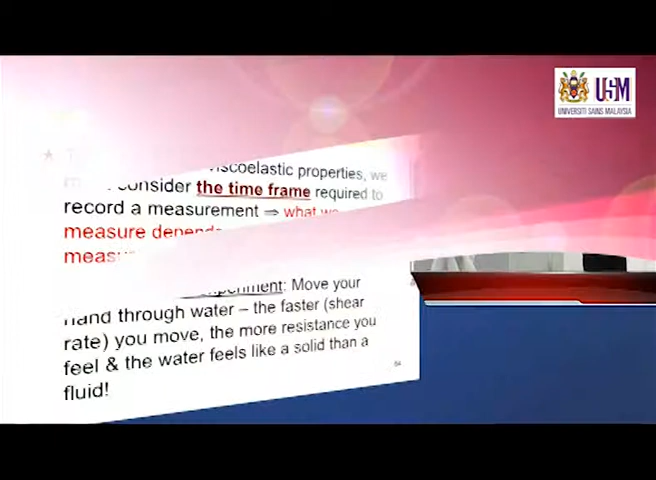 USM
UNIVERSITI SAINS MALAYSIA
viscoelastic properties, we
consider the time frame required to
record a measurement ⇒ what we
measure depends
: Move your
hand through water – the faster (shear
rate) you move, the more resistance you
feel & the water feels like a solid than a
fluid!